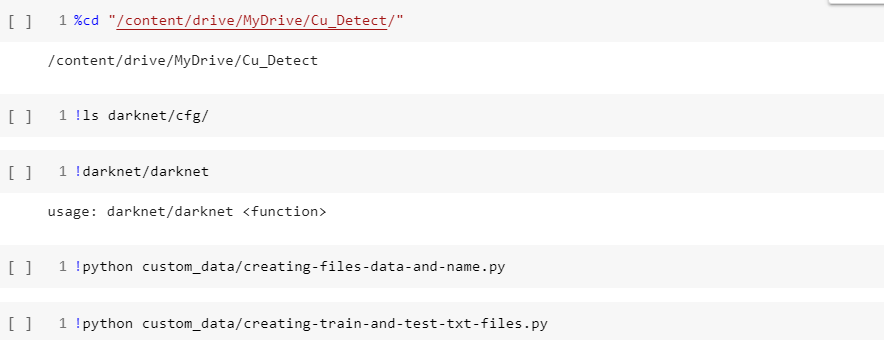 [ ] 1 %cd "/content/drive/MyDrive/Cu_Detect/"
/content/drive/MyDrive/Cu_Detect
[ ] 1 !ls darknet/cfg/
[ ] 1 !darknet/darknet
usage: darknet/darknet <function>
[ ] 1 !python custom_data/creating-files-data-and-name.py
[ ] 1 !python custom_data/creating-train-and-test-txt-files.py